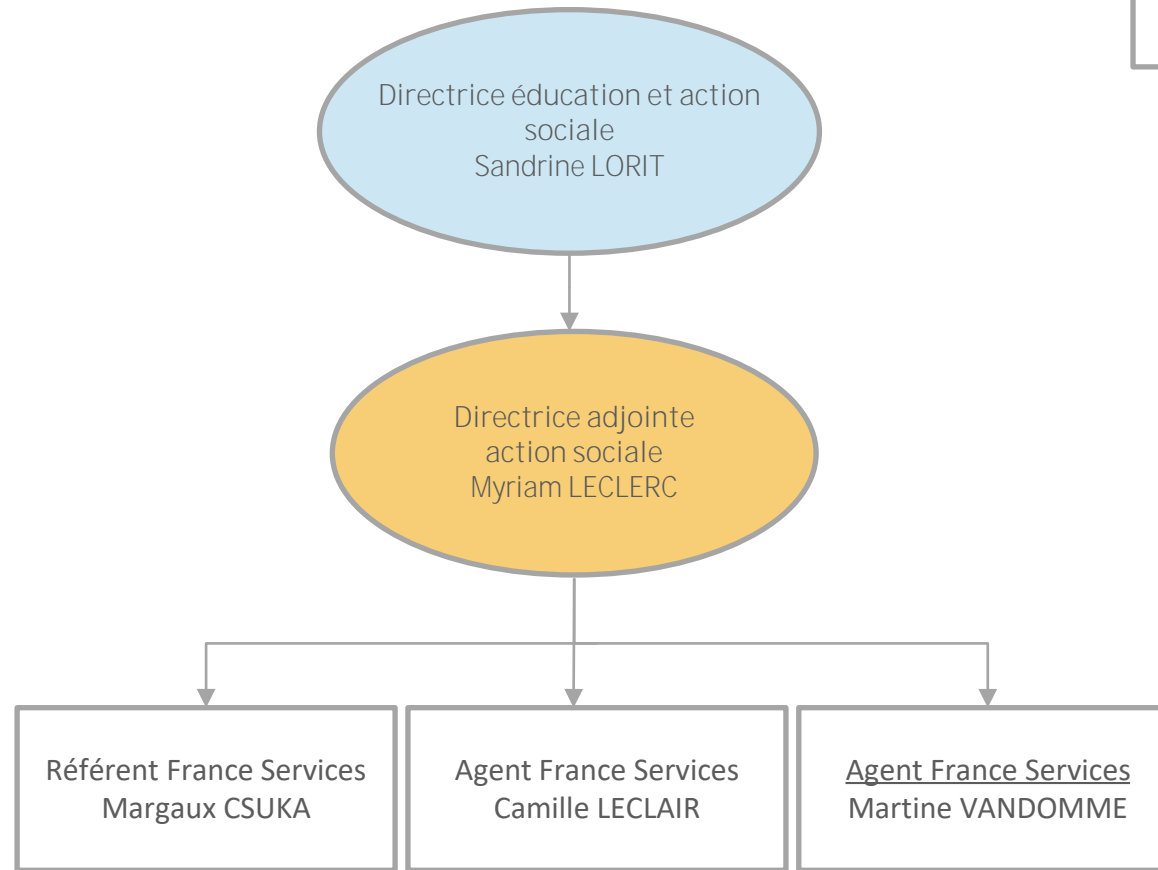 Directrice éducation et action
sociale
Sandrine LORIT
Directrice adjointe
action sociale
Myriam LECLERC
Référent France Services
Margaux CSUKA
Agent France Services
Camille LECLAIR
Agent France Services
Martine VANDOMME